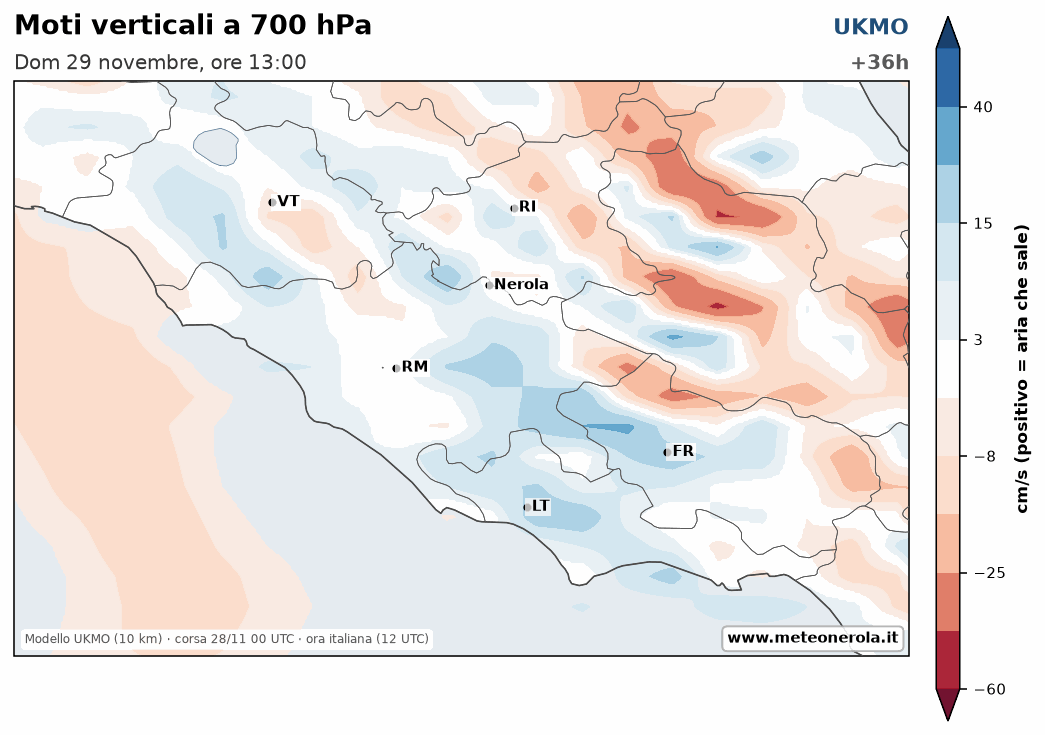 Moti verticali a 700 hPa
UKMO
Dom 29 novembre, ore 13:00
+36h
VT
RI
Nerola
RM
FR
LT
40
15
3
−8
−25
−60
cm/s (positivo = aria che sale)
Modello UKMO (10 km) · corsa 28/11 00 UTC · ora italiana (12 UTC)
www.meteonerola.it